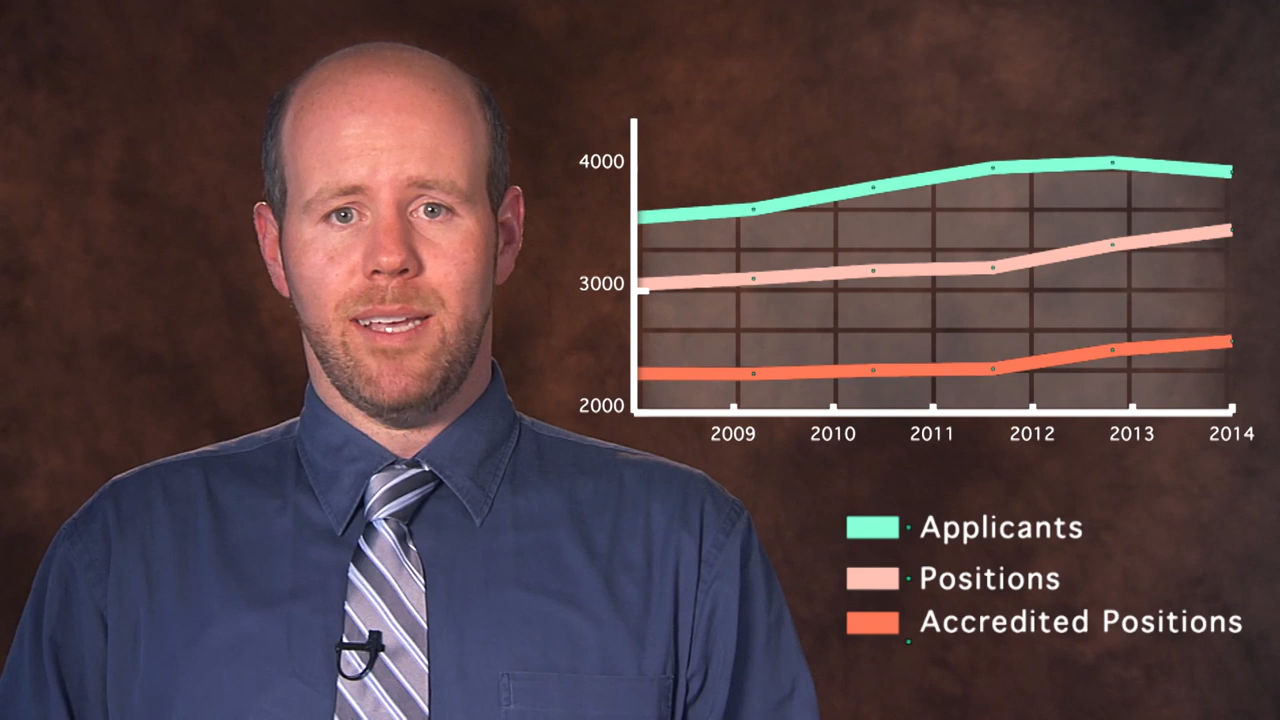 4000
3000
2000
2009 2010 2011 2012 2013 2014
Applicants
Positions
Accredited Positions